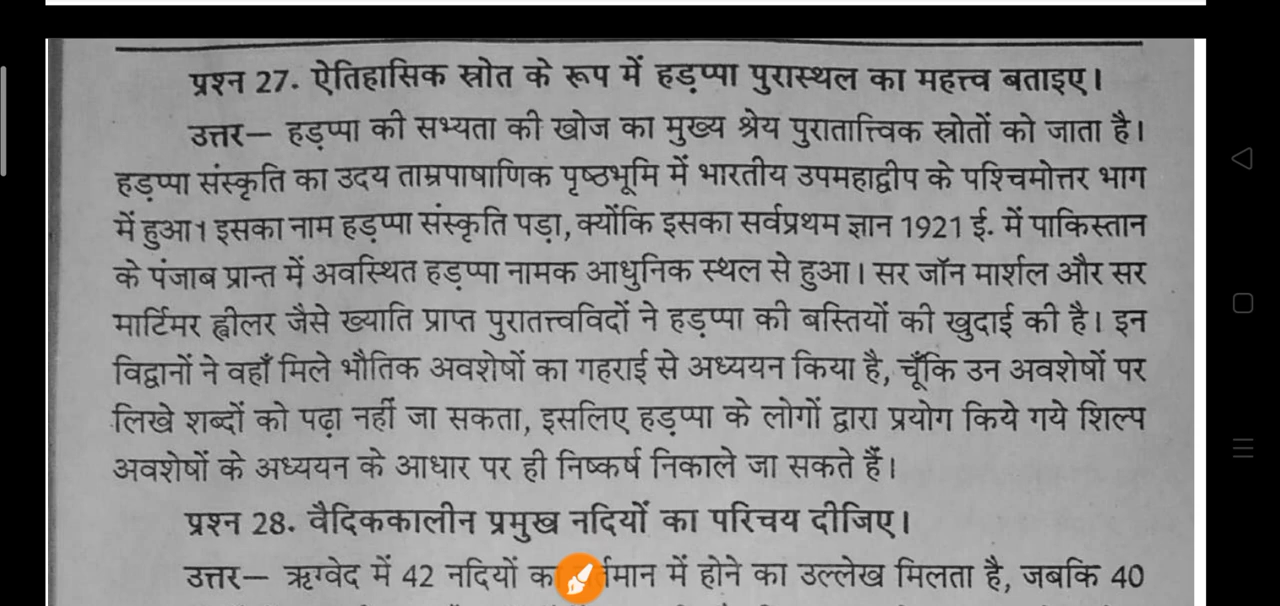 प्रश्न 27. ऐतिहासिक स्रोत के रूप में हड़प्पा पुरास्थल का महत्त्व बताइए।
उत्तर— हड़प्पा की सभ्यता की खोज का मुख्य श्रेय पुरातात्त्विक स्रोतों को जाता है।
हड़प्पा संस्कृति का उदय ताम्रपाषाणिक पृष्ठभूमि में भारतीय उपमहाद्वीप के पश्चिमोत्तर भाग
में हुआ। इसका नाम हड़प्पा संस्कृति पड़ा, क्योंकि इसका सर्वप्रथम ज्ञान 1921 ई. में पाकिस्तान
के पंजाब प्रान्त में अवस्थित हड़प्पा नामक आधुनिक स्थल से हुआ। सर जॉन मार्शल और सर
मार्टिमर ह्वीलर जैसे ख्याति प्राप्त पुरातत्त्वविदों ने हड़प्पा की बस्तियों की खुदाई की है। इन
विद्वानों ने वहाँ मिले भौतिक अवशेषों का गहराई से अध्ययन किया है, चूँकि उन अवशेषों पर
लिखे शब्दों को पढ़ा नहीं जा सकता, इसलिए हड़प्पा के लोगों द्वारा प्रयोग किये गये शिल्प
अवशेषों के अध्ययन के आधार पर ही निष्कर्ष निकाले जा सकते हैं।
प्रश्न 28. वैदिककालीन प्रमुख नदियों का परिचय दीजिए।
उत्तर— ऋग्वेद में 42 नदियों में होने का उल्लेख मिलता है, जबकि 40